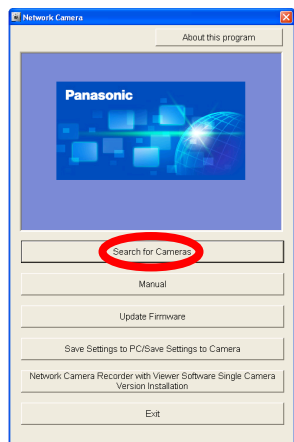 Network Camera
About this program
Panasonic
Search for Cameras
Manual
Update Firmware
Save Settings to PC/Save Settings to Camera
Network Camera Recorder with Viewer Software Single Camera
Version Installation
Exit